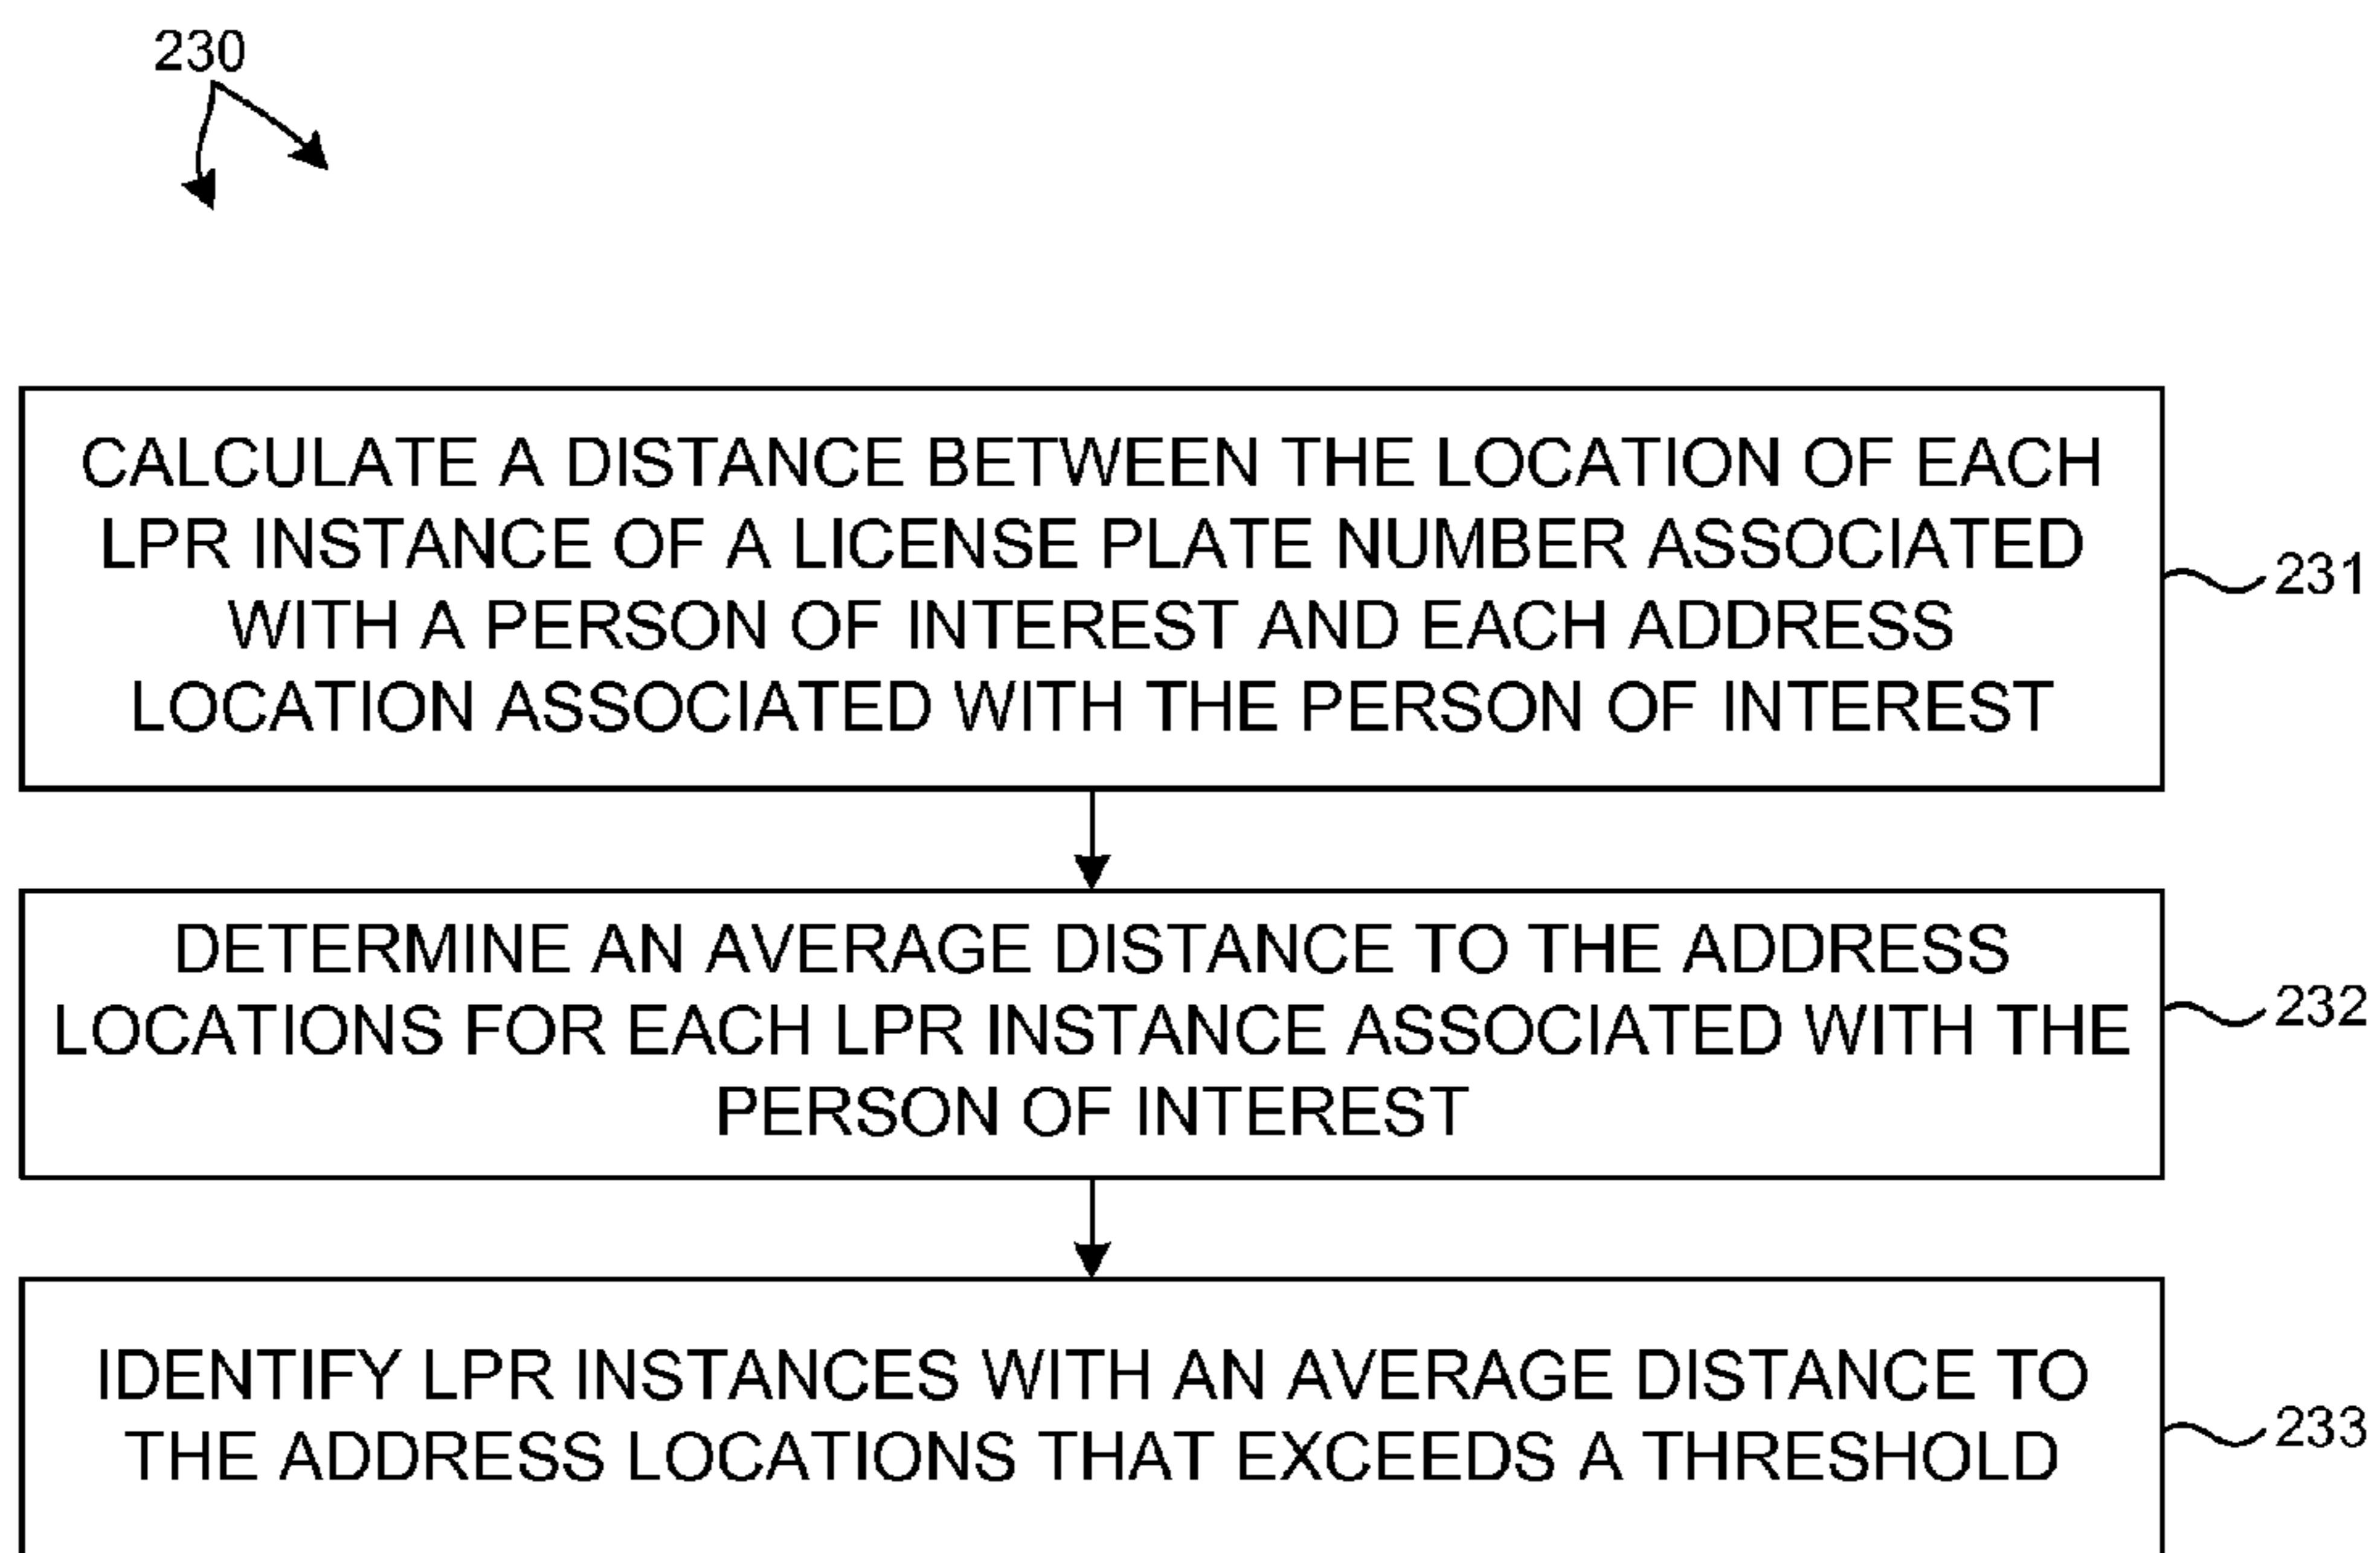 230
CALCULATE A DISTANCE BETWEEN THE LOCATION OF EACH
LPR INSTANCE OF A LICENSE PLATE NUMBER ASSOCIATED
WITH A PERSON OF INTEREST AND EACH ADDRESS
LOCATION ASSOCIATED WITH THE PERSON OF INTEREST
231
DETERMINE AN AVERAGE DISTANCE TO THE ADDRESS
LOCATIONS FOR EACH LPR INSTANCE ASSOCIATED WITH THE
PERSON OF INTEREST
232
IDENTIFY LPR INSTANCES WITH AN AVERAGE DISTANCE TO
THE ADDRESS LOCATIONS THAT EXCEEDS A THRESHOLD
233